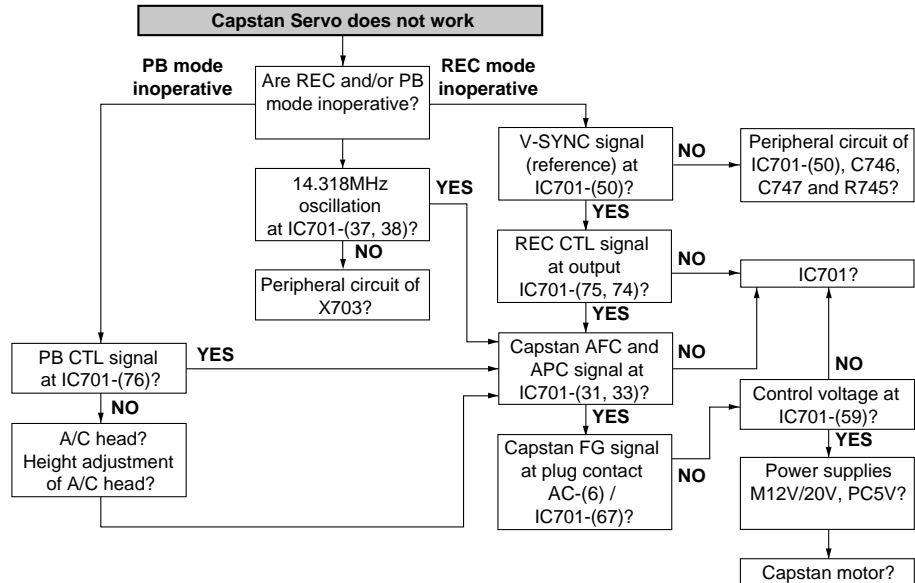 Capstan Servo does not work
PB mode
inoperative
Are REC and/or PB
mode inoperative?
REC mode
inoperative
V-SYNC signal
(reference) at
IC701-(50)?
NO
Peripheral circuit of
IC701-(50), C746,
C747 and R745?
14.318MHz
oscillation
at IC701-(37, 38)?
YES
NO
Peripheral circuit of
X703?
YES
REC CTL signal
at output
IC701-(75, 74)?
NO
IC701?
YES
PB CTL signal
at IC701-(76)?
YES
Capstan AFC and
APC signal at
IC701-(31, 33)?
NO
NO
Control voltage at
IC701-(59)?
NO
A/C head?
Height adjustment
of A/C head?
YES
Capstan FG signal
at plug contact
AC-(6) /
IC701-(67)?
NO
YES
Power supplies
M12V/20V, PC5V?
Capstan motor?